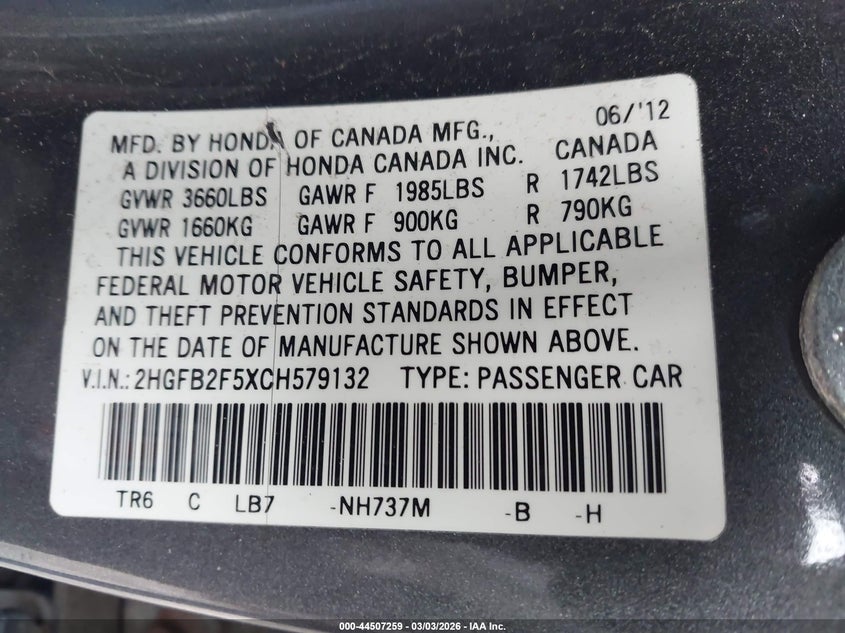 06/'12
MFD. BY HONDA OF CANADA MFG.,
A DIVISION OF HONDA CANADA INC. CANADA
GVWR 3660LBS GAWR F 1985LBS R 1742LBS
GVWR 1660KG GAWR F 900KG R 790KG
THIS VEHICLE CONFORMS TO ALL APPLICABLE
FEDERAL MOTOR VEHICLE SAFETY, BUMPER,
AND THEFT PREVENTION STANDARDS IN EFFECT
ON THE DATE OF MANUFACTURE SHOWN ABOVE.
V.I.N.: 2HGFB2F5XCH579132 TYPE: PASSENGER CAR
TR6 C LB7 -NH737M -B -H
000-44507259 - 03/03/2026 - IAA Inc.